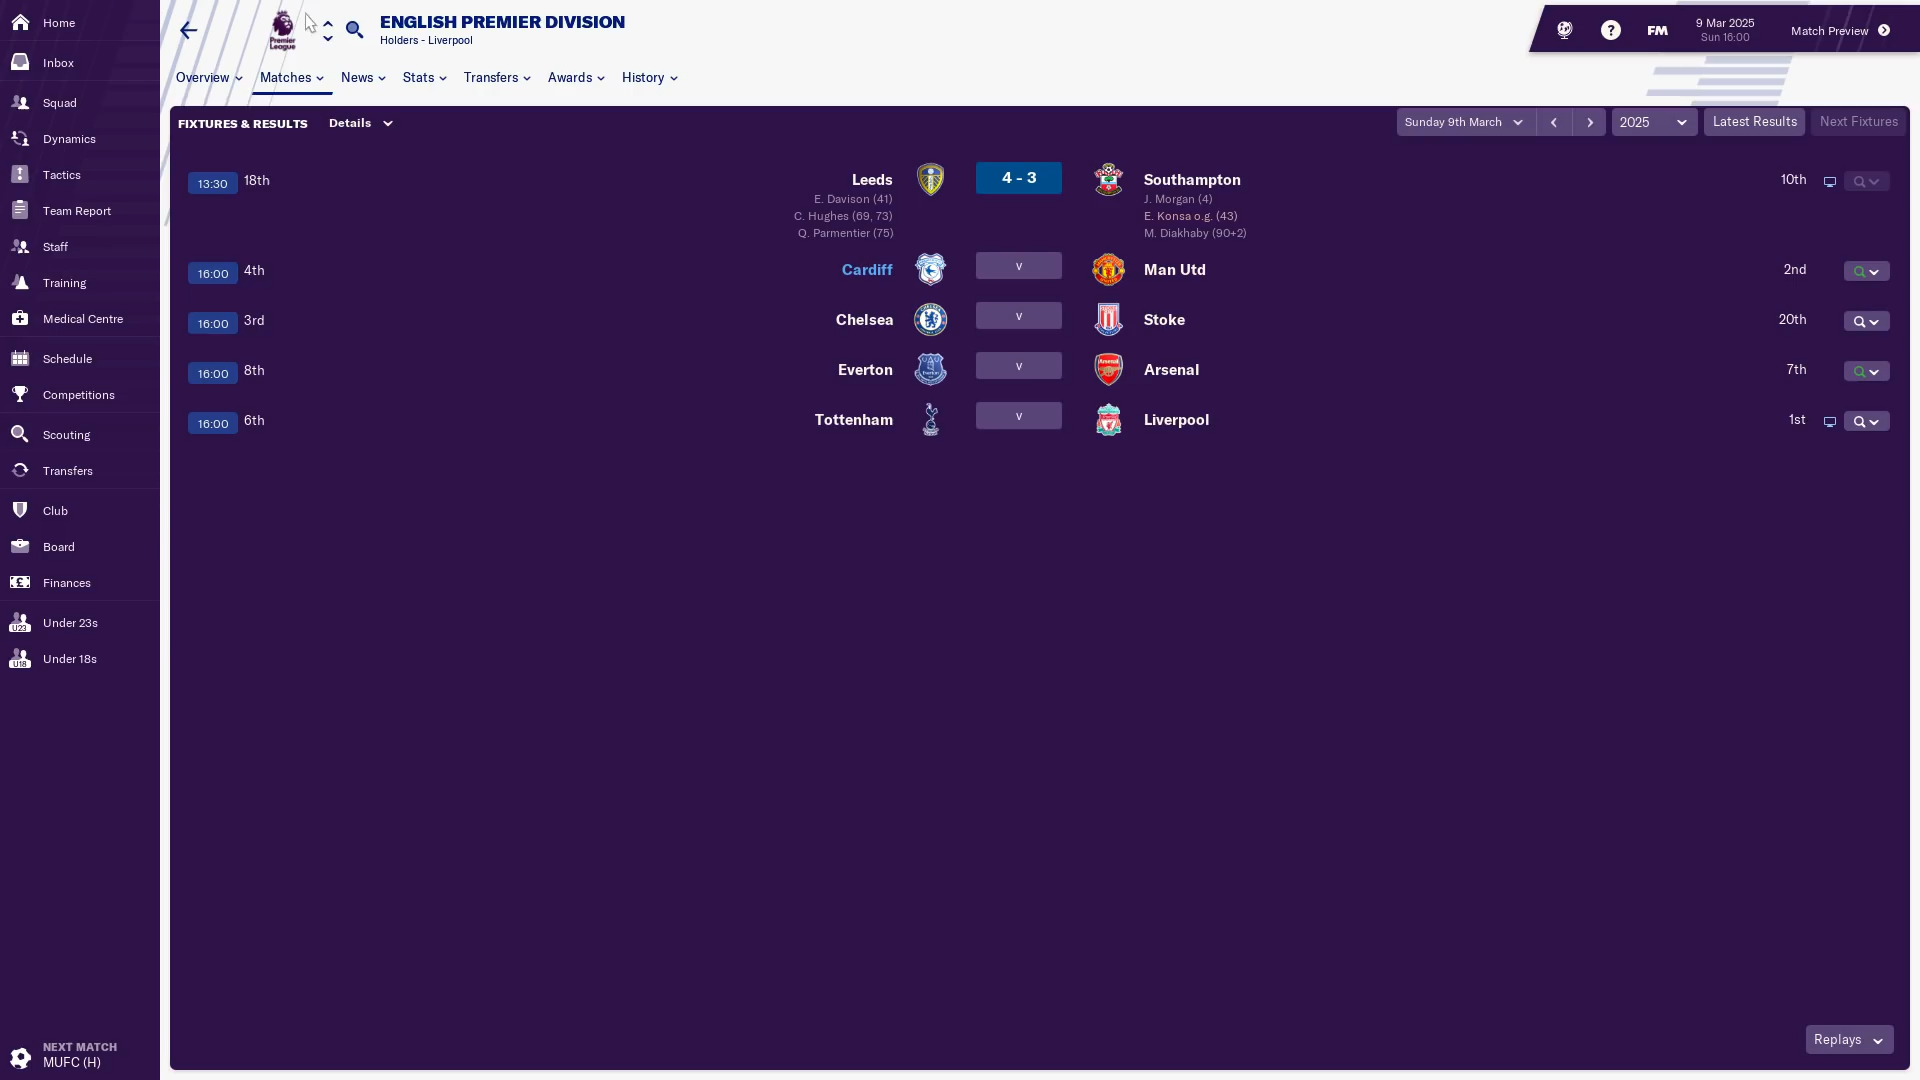 Home
Inbox
Squad
Dynamics
Tactics
Team Report
Staff
Training
Medical Centre
Schedule
Competitions
Scouting
Transfers
Club
Board
Finances
U23 Under 23s
U18 Under 18s
NEXT MATCH
MUFC (H)
Premier League
ENGLISH PREMIER DIVISION
Holders - Liverpool
? FM 9 Mar 2025 Match Preview
Sun 16:00
Overview Matches News Stats Transfers Awards History
FIXTURES & RESULTS Details Sunday 9th March 2025 Latest Results Next Fixtures
13:30 18th Leeds 4 - 3 Southampton 10th
E. Davison (41) J. Morgan (4)
C. Hughes (69, 73) E. Konsa o.g. (43)
Q. Parmentier (75) M. Diakhaby (90+2)
16:00 4th Cardiff v Man Utd 2nd
16:00 3rd Chelsea v Stoke 20th
16:00 8th Everton v Arsenal 7th
16:00 6th Tottenham v Liverpool 1st
Replays